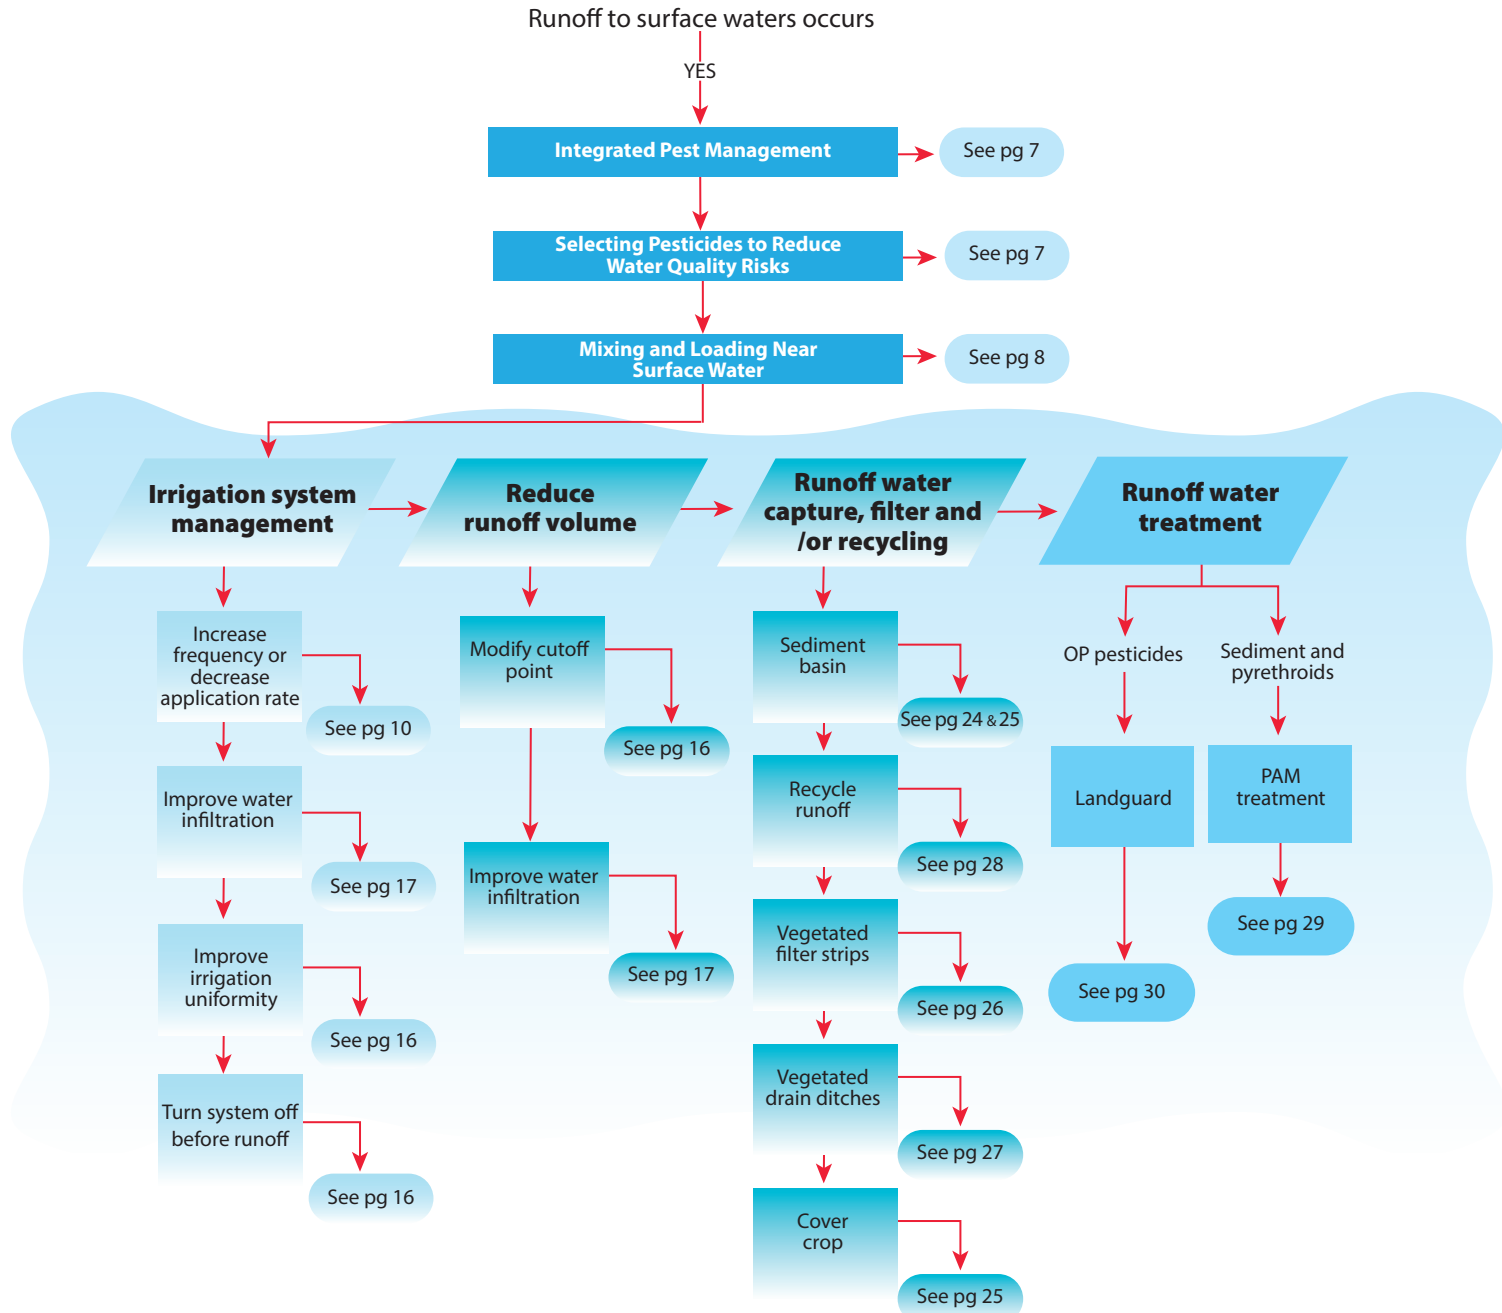 Runoff to surface waters occurs
YES
Integrated Pest Management
See pg 7
Selecting Pesticides to Reduce
Water Quality Risks
See pg 7
Mixing and Loading Near
Surface Water
See pg 8
Irrigation system
management
Reduce
runoff volume
Runoff water
capture, filter and
/or recycling
Runoff water
treatment
Increase
frequency or
decrease
application rate
See pg 10
Improve water
infiltration
See pg 17
Improve
irrigation
uniformity
See pg 16
Turn system off
before runoff
See pg 16
Modify cutoff
point
See pg 16
Improve water
infiltration
See pg 17
Sediment
basin
See pg 24 & 25
Recycle
runoff
See pg 28
Vegetated
filter strips
See pg 26
Vegetated
drain ditches
See pg 27
Cover
crop
See pg 25
OP pesticides
Landguard
See pg 30
Sediment and
pyrethroids
PAM
treatment
See pg 29